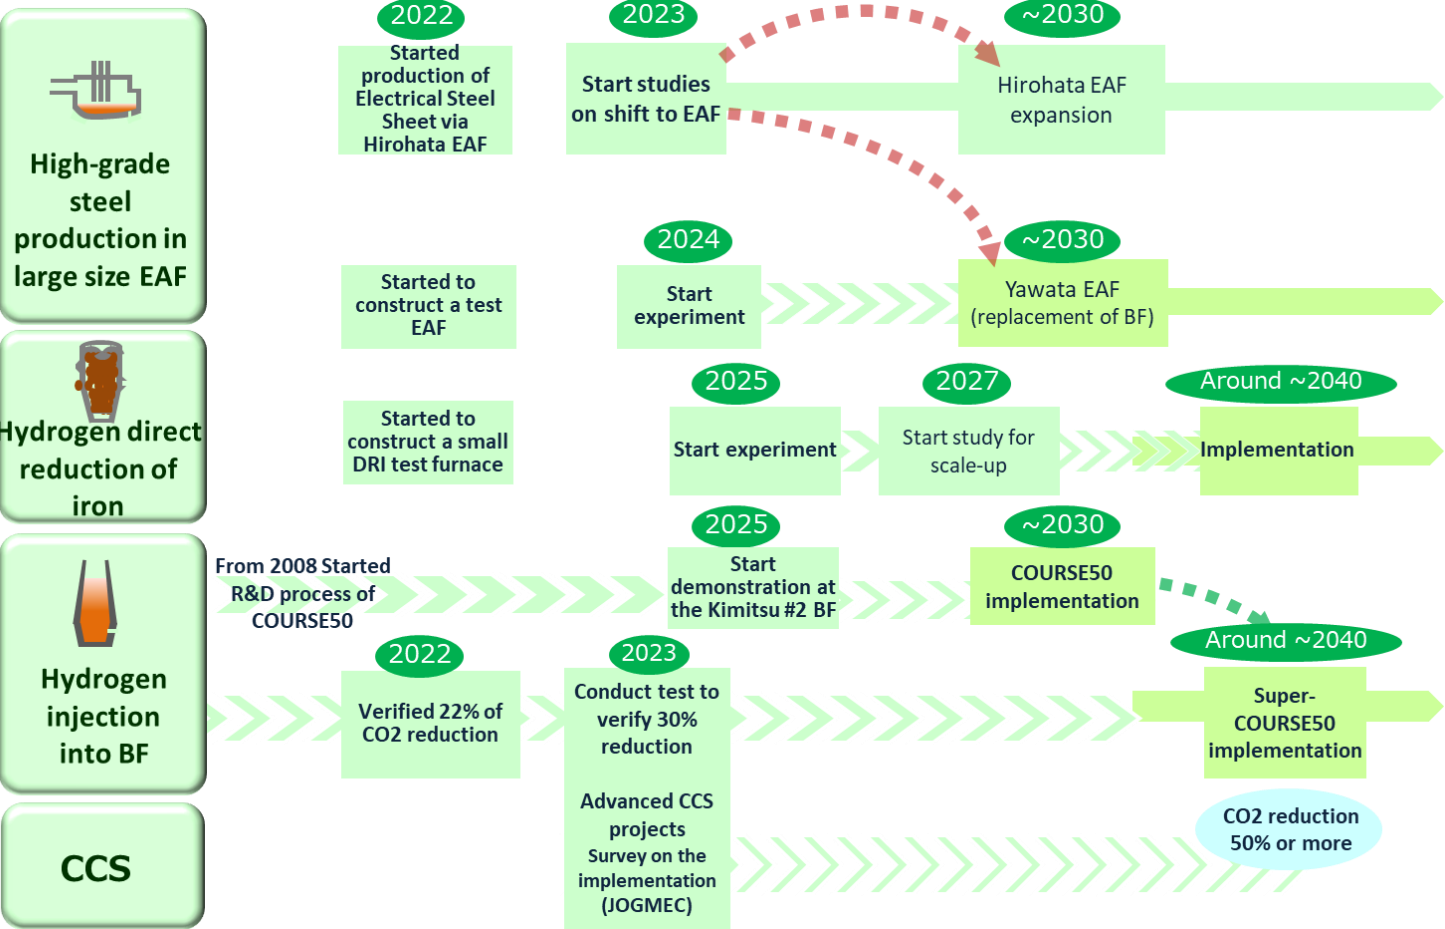 High-grade
steel
production in
large size EAF
2022
Started
production of
Electrical Steel
Sheet via
Hirohata EAF
2023
Start studies
on shift to EAF
~2030
Hirohata EAF
expansion
Started to
construct a test
EAF
2024
Start
experiment
~2030
Yawata EAF
(replacement of BF)
Hydrogen direct
reduction of
iron
Started to
construct a small
DRI test furnace
2025
Start experiment
2027
Start study for
scale-up
Around ~2040
Implementation
Hydrogen
injection
into BF
From 2008 Started
R&D process of
COURSE50
2025
Start
demonstration at
the Kimitsu #2 BF
~2030
COURSE50
implementation
2022
Verified 22% of
CO2 reduction
2023
Conduct test to
verify 30%
reduction
Around ~2040
Super-
COURSE50
implementation
CCS
Advanced CCS
projects
Survey on the
implementation
(JOGMEC)
CO2 reduction
50% or more